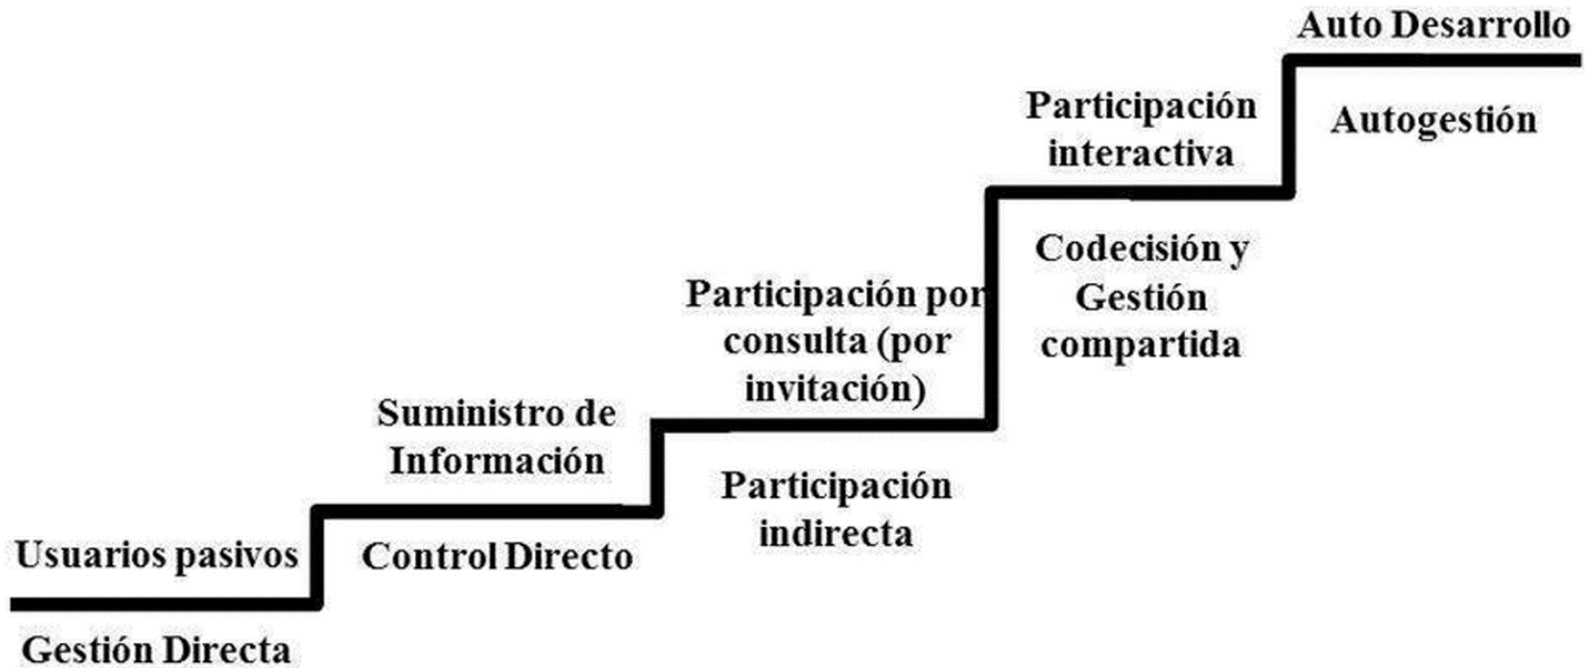 Auto Desarrollo
Autogestión
Participación
interactiva
Codecisión y
Gestión
compartida
Participación por
consulta (por
invitación)
Participación
indirecta
Suministro de
Información
Control Directo
Usuarios pasivos
Gestión Directa